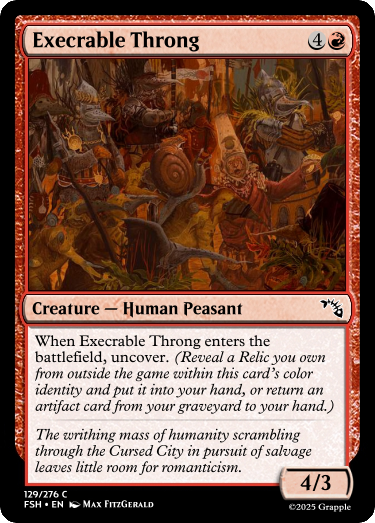 Execrable Throng 4
Creature — Human Peasant
When Execrable Throng enters the
battlefield, uncover. (Reveal a Relic you own
from outside the game within this card's color
identity and put it into your hand, or return an
artifact card from your graveyard to your hand.)
The writhing mass of humanity scrambling
through the Cursed City in pursuit of salvage
leaves little room for romanticism.
4/3
129/276 C
FSH • EN Max FitzGerald
©2025 Grapple